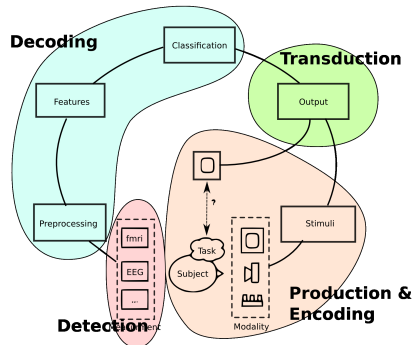 Decoding
Classification
Transduction
Features
Output
?
Preprocessing
Stimuli
fmri
Task
EEG
Subject
...
Production &
Encoding
Detection
Modality